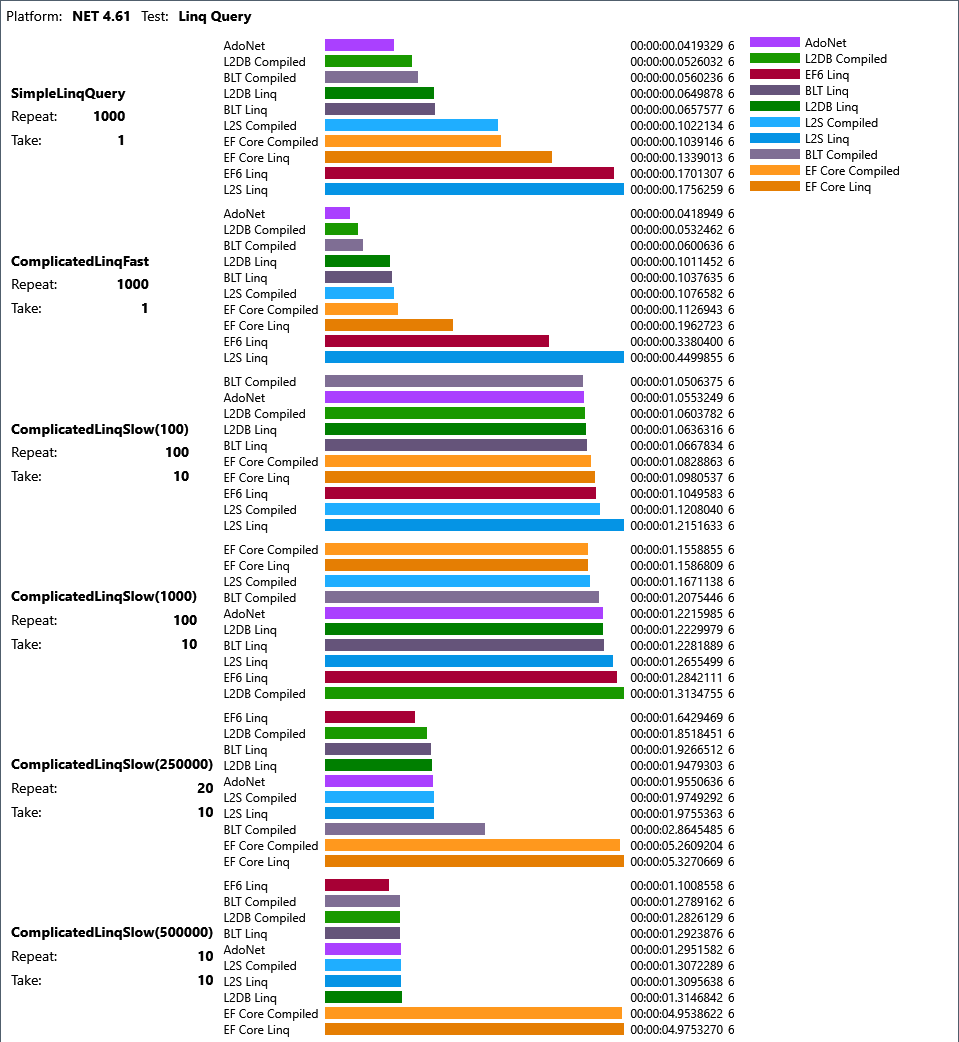 Platform: NET 4.61 Test: Linq Query
SimpleLinqQuery
Repeat: 1000
Take: 1
AdoNet 00:00:00.0419329 6
L2DB Compiled 00:00:00.0526032 6
BLT Compiled 00:00:00.0560236 6
L2DB Linq 00:00:00.0649878 6
BLT Linq 00:00:00.0657577 6
L2S Compiled 00:00:00.1022134 6
EF Core Compiled 00:00:00.1039146 6
EF Core Linq 00:00:00.1339013 6
EF6 Linq 00:00:00.1701307 6
L2S Linq 00:00:00.1756259 6
AdoNet
L2DB Compiled
EF6 Linq
BLT Linq
L2DB Linq
L2S Compiled
L2S Linq
BLT Compiled
EF Core Compiled
EF Core Linq
ComplicatedLinqFast
Repeat: 1000
Take: 1
AdoNet 00:00:00.0418949 6
L2DB Compiled 00:00:00.0532462 6
BLT Compiled 00:00:00.0600636 6
L2DB Linq 00:00:00.1011452 6
BLT Linq 00:00:00.1037635 6
L2S Compiled 00:00:00.1076582 6
EF Core Compiled 00:00:00.1126943 6
EF Core Linq 00:00:00.1962723 6
EF6 Linq 00:00:00.3380400 6
L2S Linq 00:00:00.4499855 6
ComplicatedLinqSlow(100)
Repeat: 100
Take: 10
BLT Compiled 00:00:01.0506375 6
AdoNet 00:00:01.0553249 6
L2DB Compiled 00:00:01.0603782 6
L2DB Linq 00:00:01.0636316 6
BLT Linq 00:00:01.0667834 6
EF Core Compiled 00:00:01.0828863 6
EF Core Linq 00:00:01.0980537 6
EF6 Linq 00:00:01.1049583 6
L2S Compiled 00:00:01.1208040 6
L2S Linq 00:00:01.2151633 6
ComplicatedLinqSlow(1000)
Repeat: 100
Take: 10
EF Core Compiled 00:00:01.1558855 6
EF Core Linq 00:00:01.1586809 6
L2S Compiled 00:00:01.1671138 6
BLT Compiled 00:00:01.2075446 6
AdoNet 00:00:01.2215985 6
L2DB Linq 00:00:01.2229979 6
BLT Linq 00:00:01.2281889 6
L2S Linq 00:00:01.2655499 6
EF6 Linq 00:00:01.2842111 6
L2DB Compiled 00:00:01.3134755 6
ComplicatedLinqSlow(250000)
Repeat: 20
Take: 10
EF6 Linq 00:00:01.6429469 6
L2DB Compiled 00:00:01.8518451 6
BLT Linq 00:00:01.9266512 6
L2DB Linq 00:00:01.9479303 6
AdoNet 00:00:01.9550636 6
L2S Compiled 00:00:01.9749292 6
L2S Linq 00:00:01.9755363 6
BLT Compiled 00:00:02.8645485 6
EF Core Compiled 00:00:05.2609204 6
EF Core Linq 00:00:05.3270669 6
ComplicatedLinqSlow(500000)
Repeat: 10
Take: 10
EF6 Linq 00:00:01.1008558 6
BLT Compiled 00:00:01.2789162 6
L2DB Compiled 00:00:01.2826129 6
BLT Linq 00:00:01.2923876 6
AdoNet 00:00:01.2951582 6
L2S Compiled 00:00:01.3072289 6
L2S Linq 00:00:01.3095638 6
L2DB Linq 00:00:01.3146842 6
EF Core Compiled 00:00:04.9538622 6
EF Core Linq 00:00:04.9753270 6